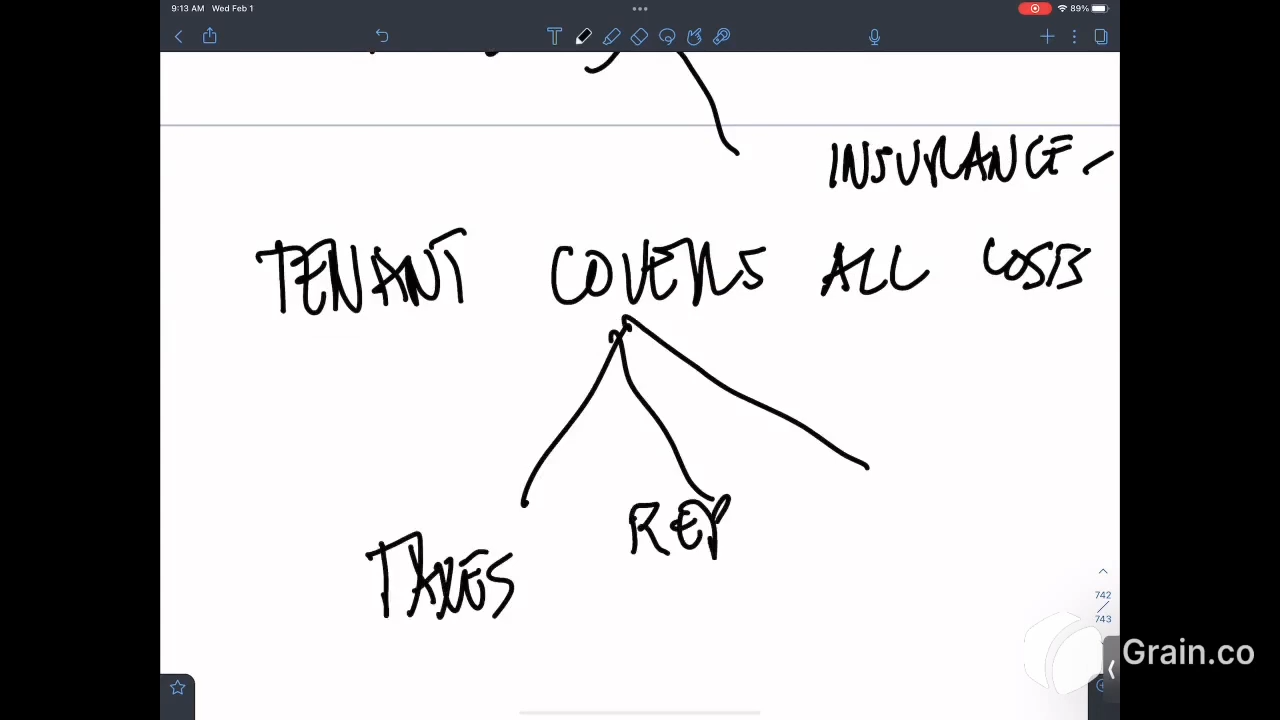 9:13 AM Wed Feb 1
89%
INSURANCE
TENANT COVERS ALL COSTS
REP
TAXES
742
743
Grain.co